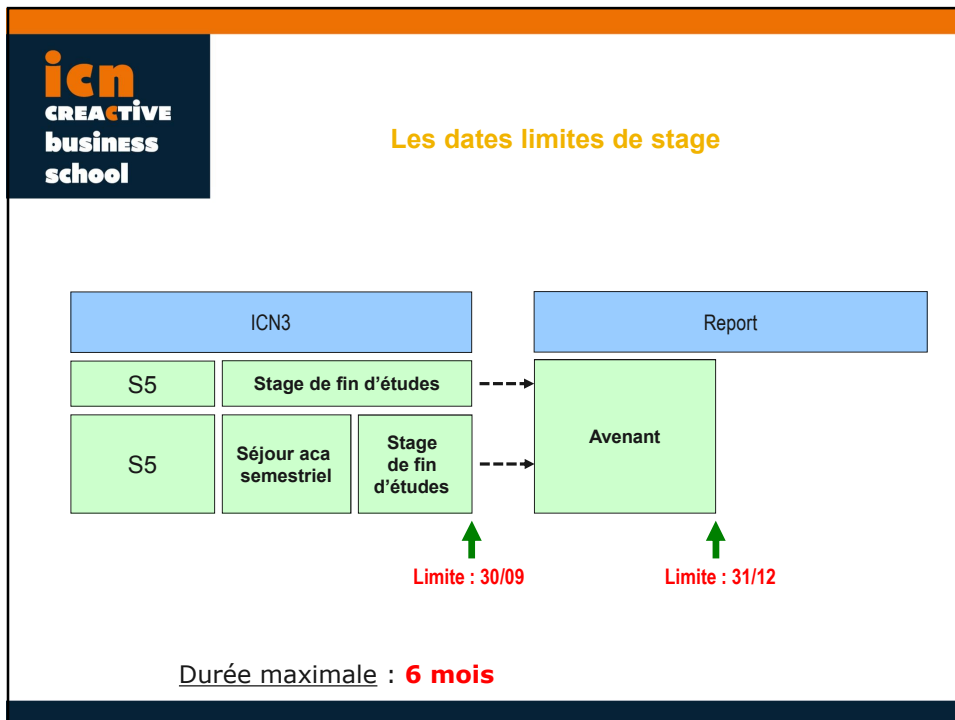 icn
CREACTIVE
business
school
Les dates limites de stage
ICN3
Report
S5
Stage de fin d'études
Avenant
S5
Séjour aca
semestriel
Stage
de fin
d'études
Limite : 30/09
Limite : 31/12
Durée maximale : 6 mois